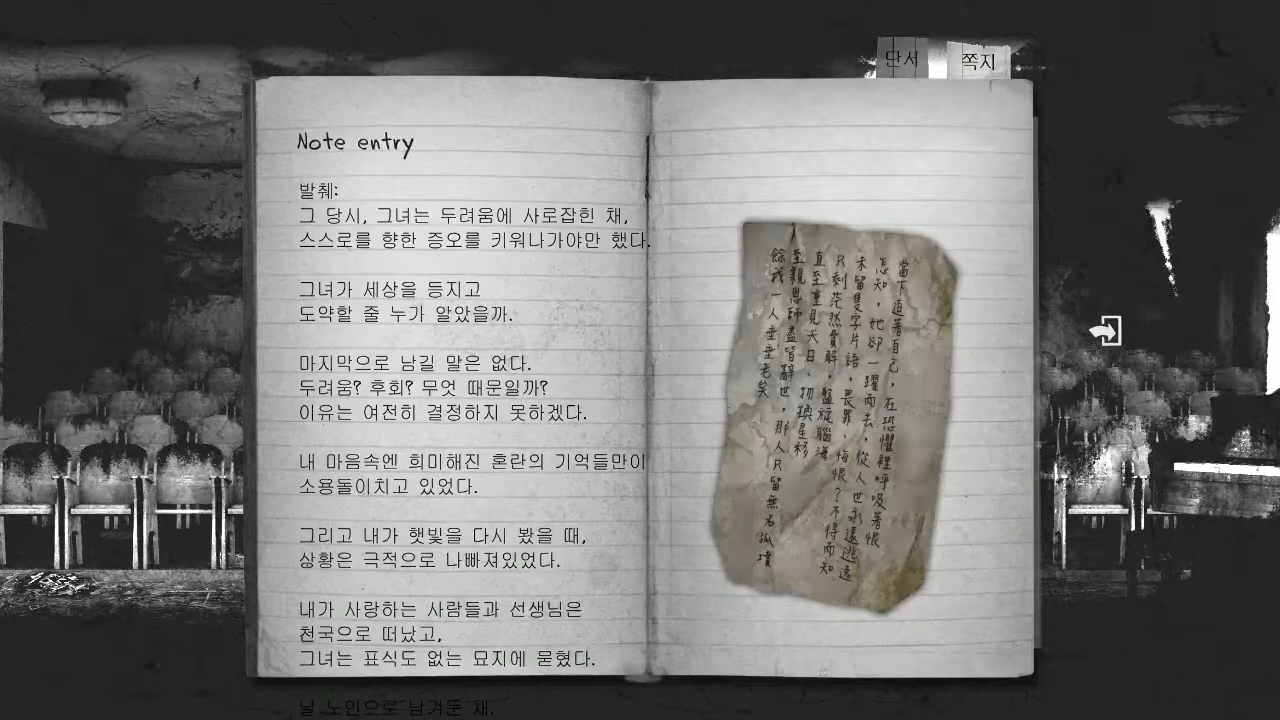 단서
쪽지
Note entry
발췌:
그 당시, 그녀는 두려움에 사로잡힌 채,
스스로를 향한 증오를 키워나가야만 했다.
그녀가 세상을 등지고
도약할 줄 누가 알았을까.
마지막으로 남길 말은 없다.
두려움? 후회? 무엇 때문일까?
이유는 여전히 결정하지 못하겠다.
내 마음속엔 희미해진 혼란의 기억들만이
소용돌이치고 있었다.
그리고 내가 햇빛을 다시 봤을 때,
상황은 극적으로 나빠져있었다.
내가 사랑하는 사람들과 선생님은
천국으로 떠났고,
그녀는 표식도 없는 묘지에 묻혔다.
날 노인으로 남겨둔 채.
當下逼著自己，在恐懼裡呼吸著恨
怎知，她卻一躍而去，從人世永遠逃逸
未留隻字片語，畏罪、悔恨？不得而知
只剩茫然費解，盤旋腦海
直至重見天日、物換星移
至親恩師盡皆辭世，那人只留無名孤墳
餘我一人垂垂老矣